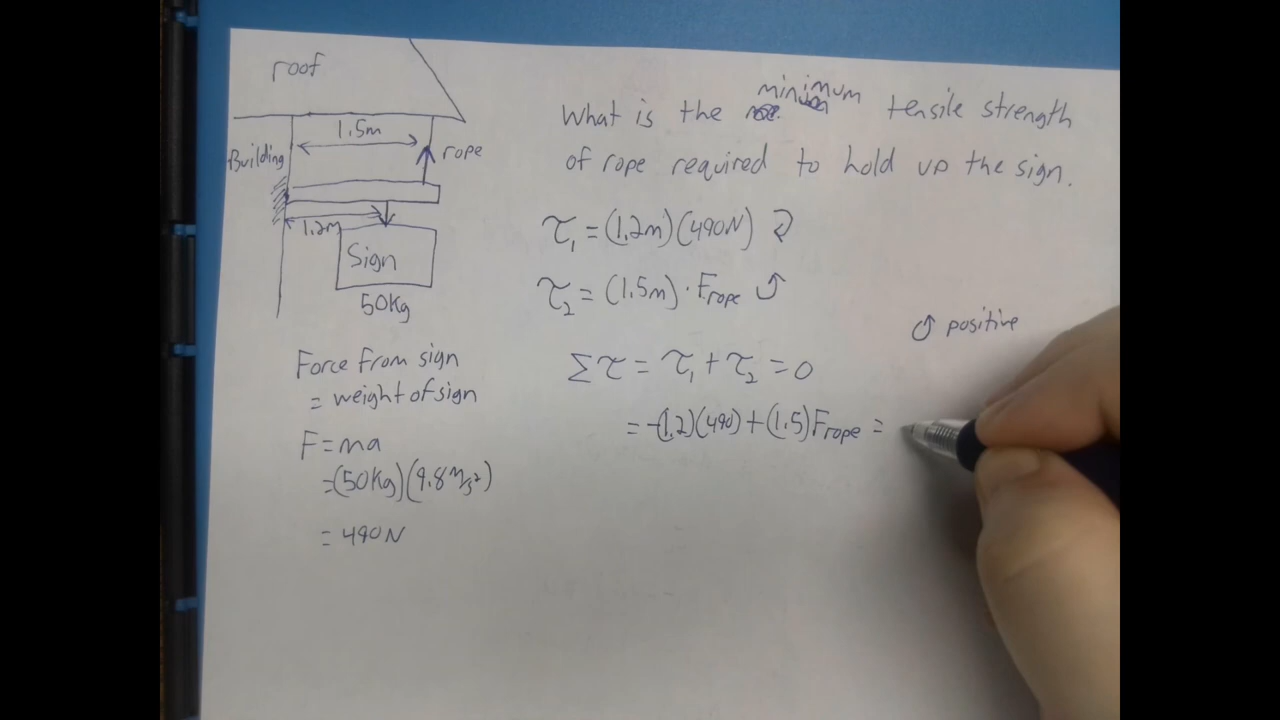 roof
1.5m
Building
rope
1.2m
Sign
50Kg
Force from sign
= weight of sign
F=ma
=(50Kg)(9.8m/s²)
= 490N
What is the minimum tensile strength
of rope required to hold up the sign.
τ₁ = (1.2m)(490N) ↻
τ₂ = (1.5m)·F_rope ↺
↺ positive
Στ = τ₁ + τ₂ = 0
= -(1.2)(490)+(1.5)F_rope =